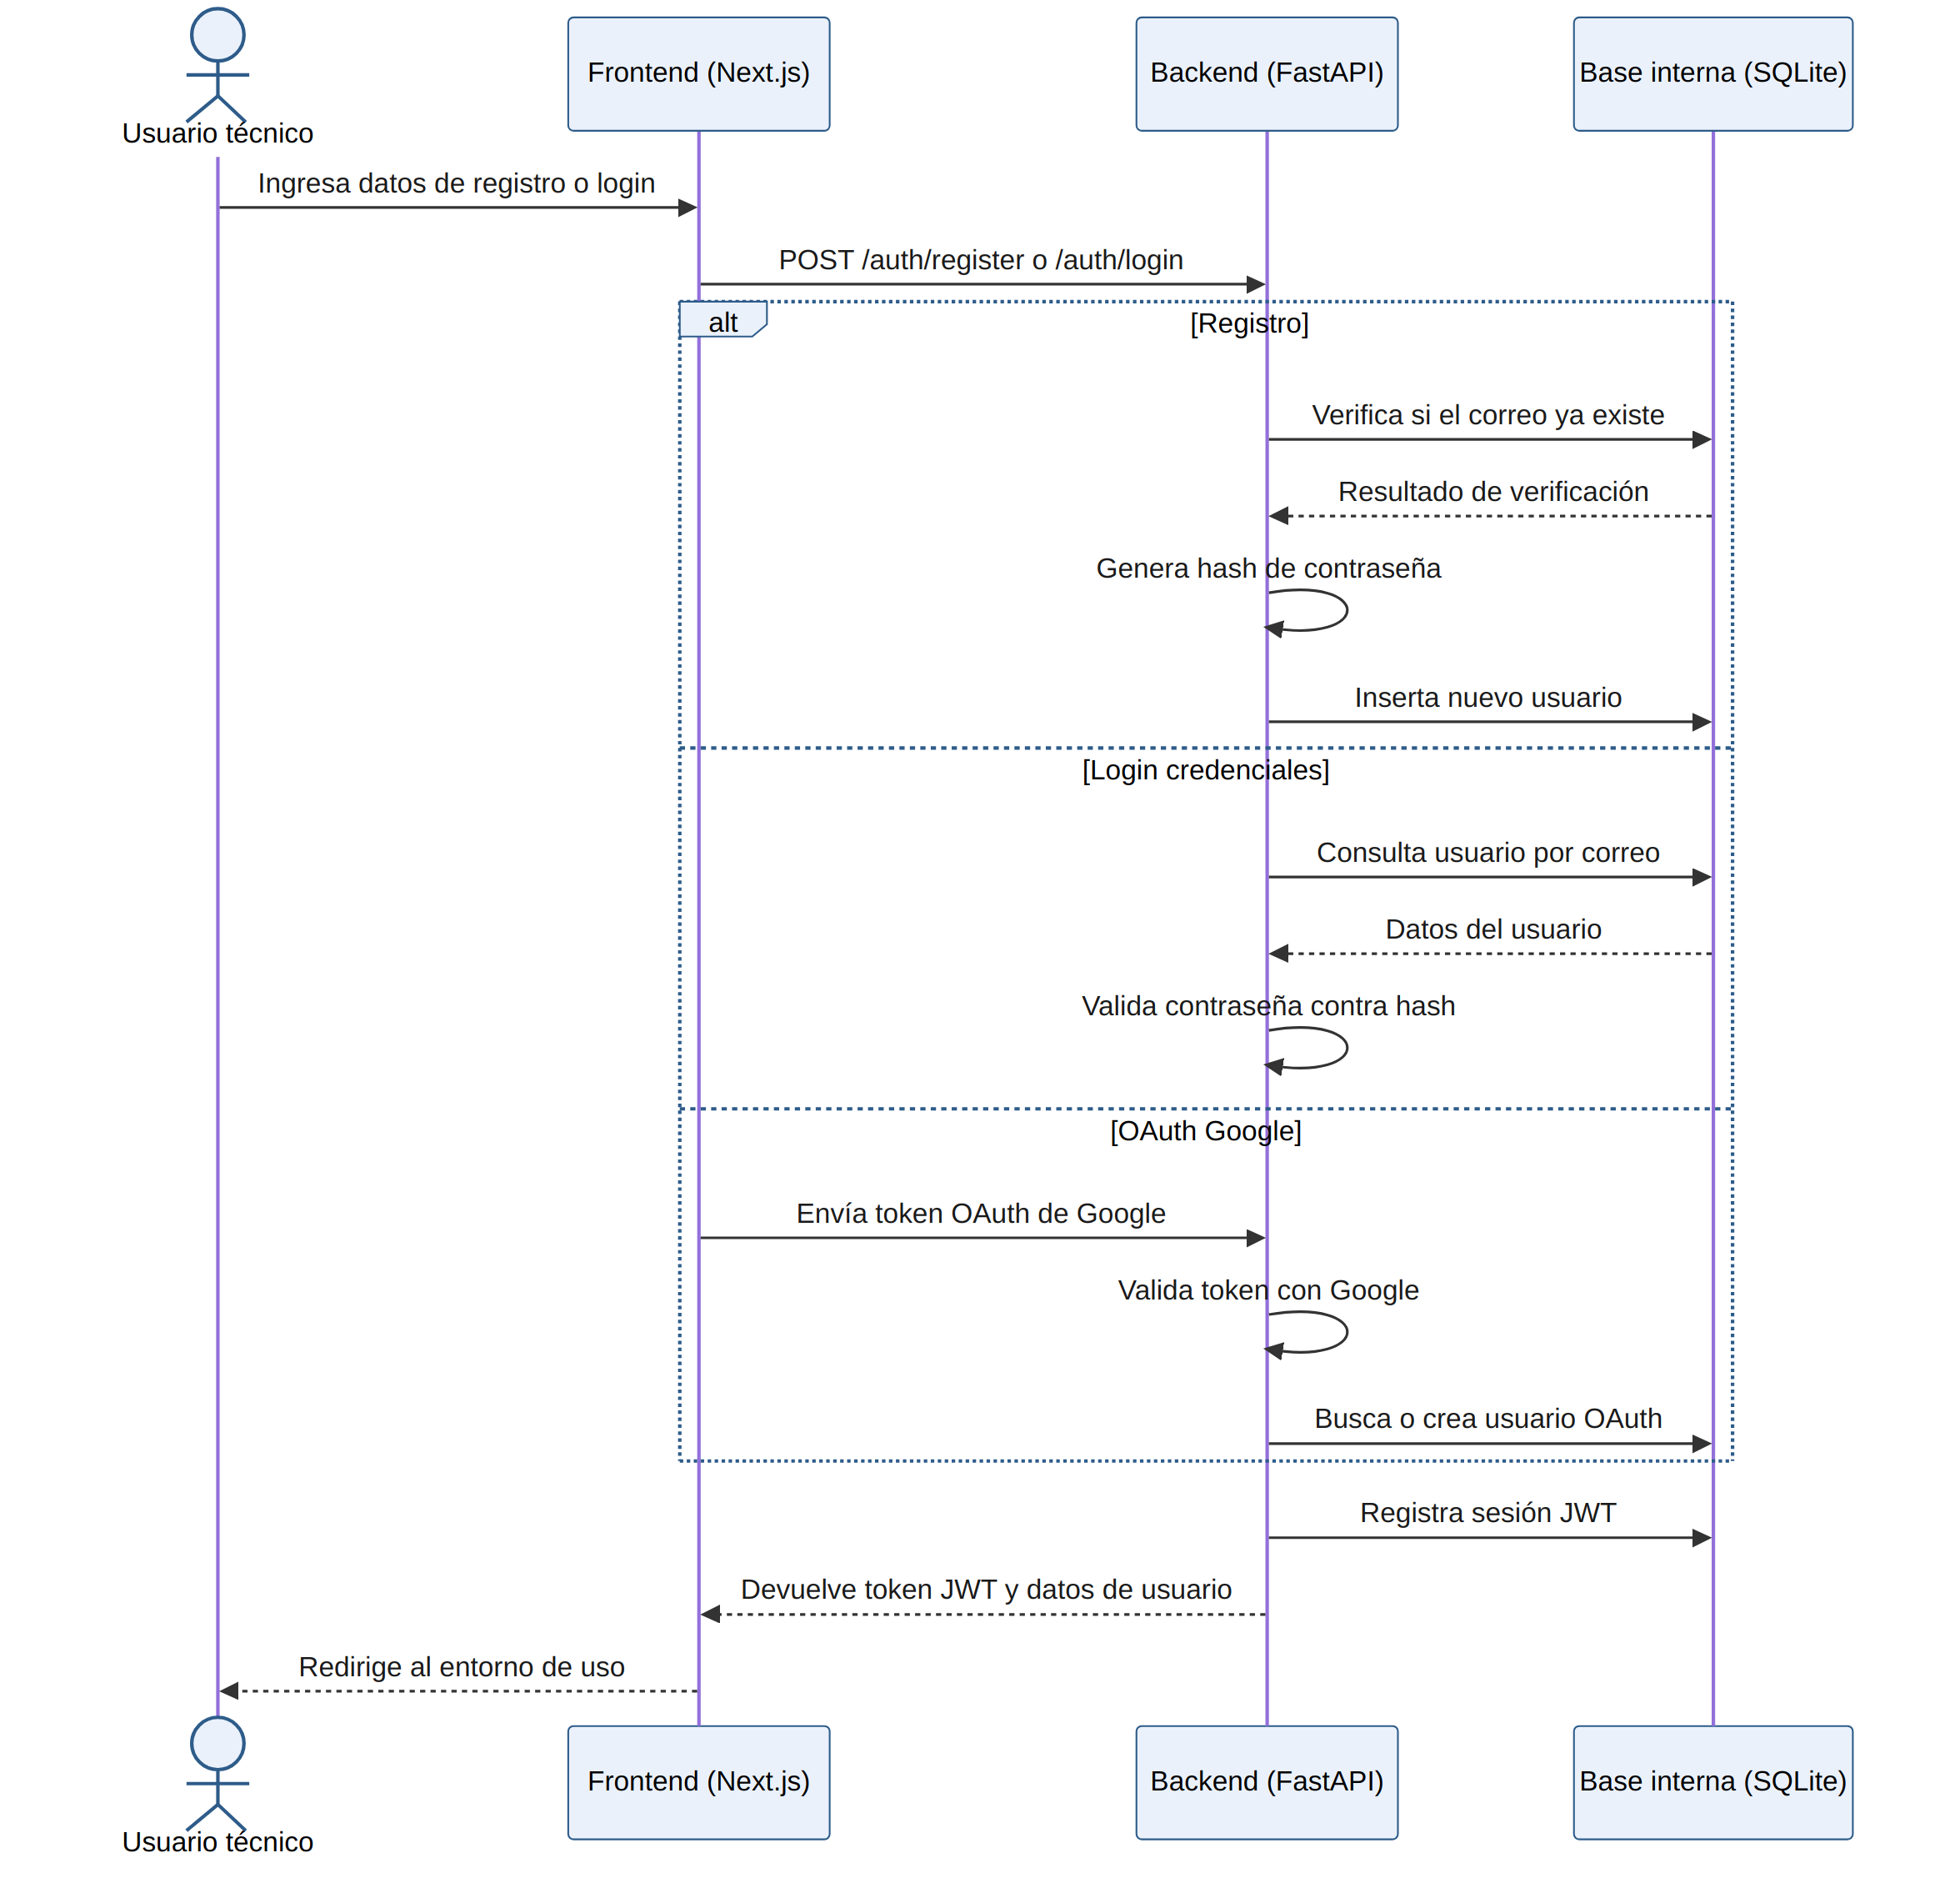 Usuario técnico
Frontend (Next.js)
Backend (FastAPI)
Base interna (SQLite)
Ingresa datos de registro o login
POST /auth/register o /auth/login
alt
[Registro]
Verifica si el correo ya existe
Resultado de verificación
Genera hash de contraseña
Inserta nuevo usuario
[Login credenciales]
Consulta usuario por correo
Datos del usuario
Valida contraseña contra hash
[OAuth Google]
Envía token OAuth de Google
Valida token con Google
Busca o crea usuario OAuth
Registra sesión JWT
Devuelve token JWT y datos de usuario
Redirige al entorno de uso
Usuario técnico
Frontend (Next.js)
Backend (FastAPI)
Base interna (SQLite)